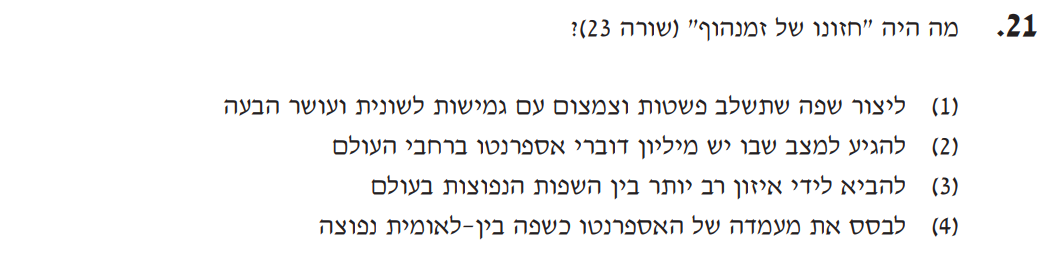 21. מה היה "חזונו של זמנהוף" (שורה 23)?
(1) ליצור שפה שתשלב פשטות וצמצום עם גמישות לשונית ועושר הבעה
(2) להגיע למצב שבו יש מיליון דוברי אספרנטו ברחבי העולם
(3) להביא לידי איזון רב יותר בין השפות הנפוצות בעולם
(4) לבסס את מעמדה של האספרנטו כשפה בין-לאומית נפוצה